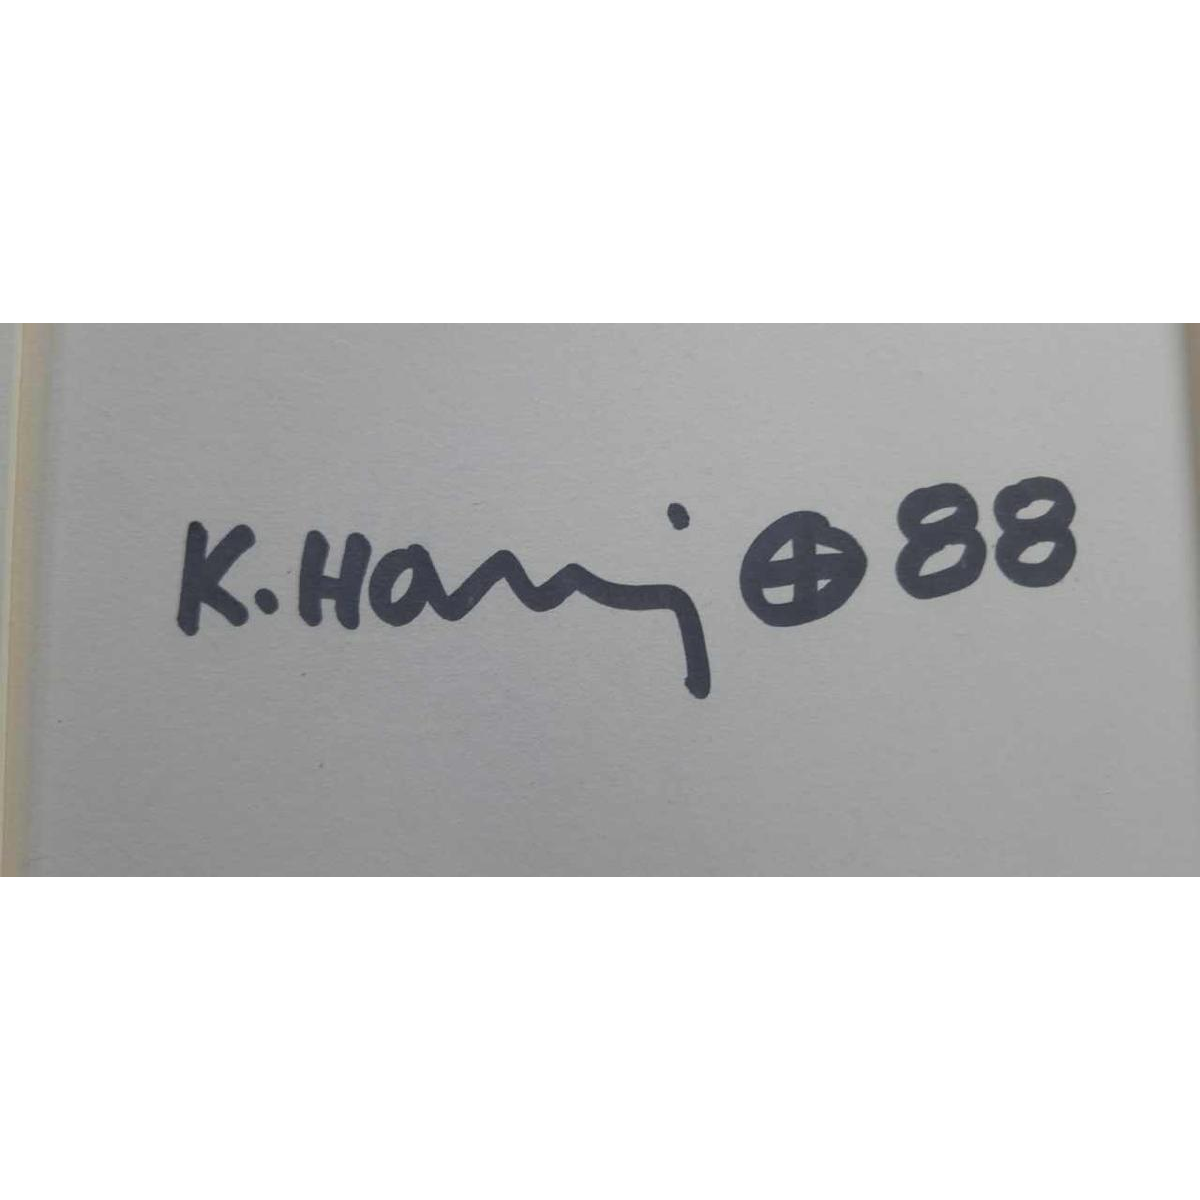 K. Haring ⊕ 88